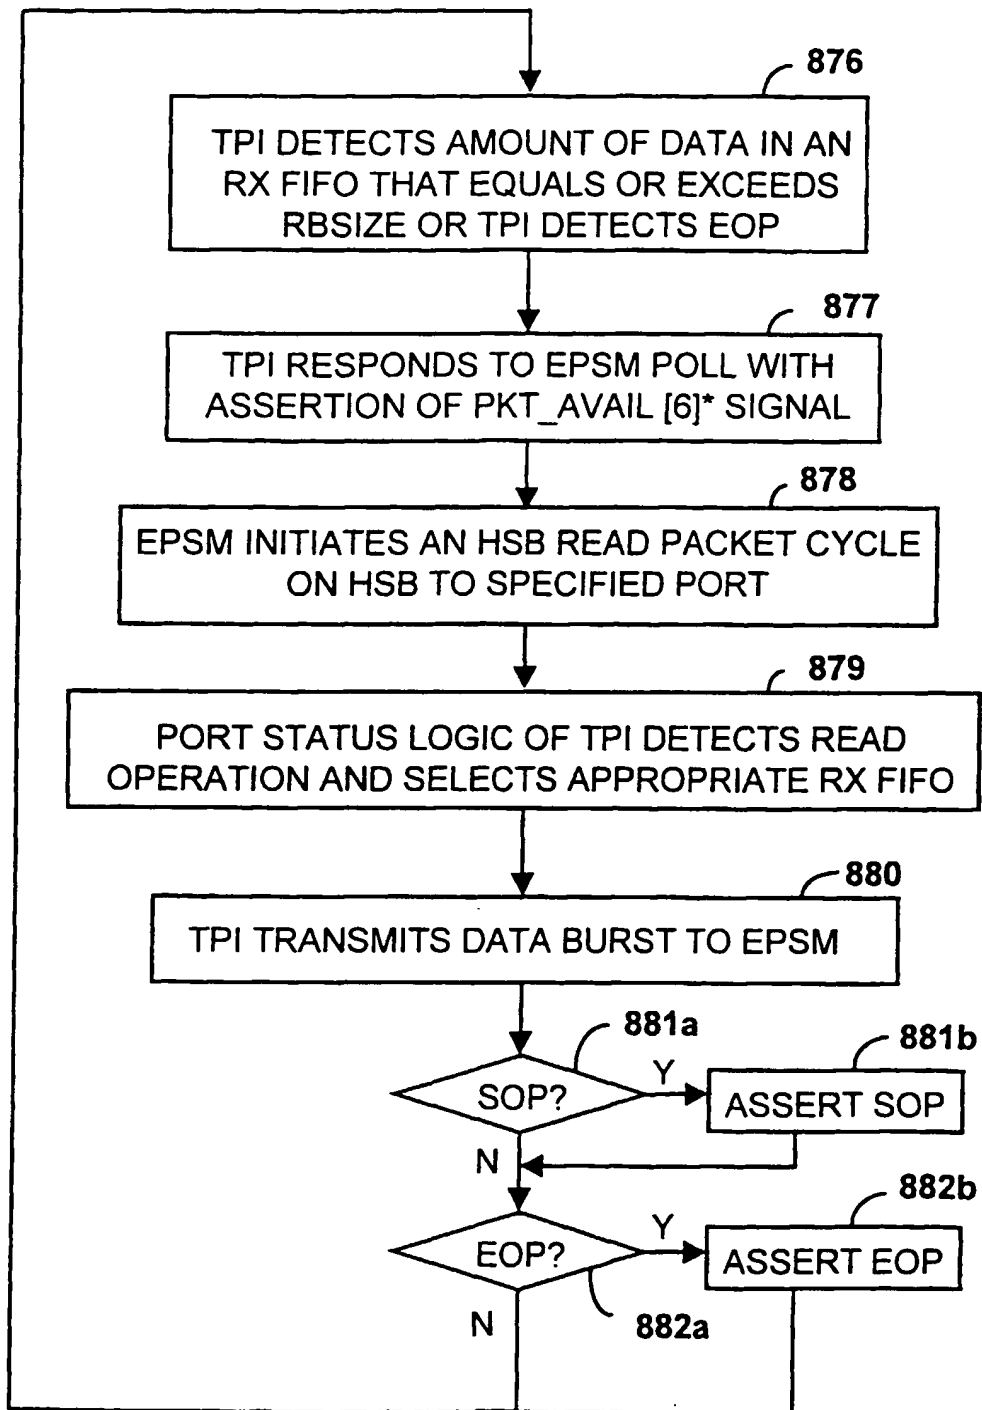 876
TPI DETECTS AMOUNT OF DATA IN AN
RX FIFO THAT EQUALS OR EXCEEDS
RBSIZE OR TPI DETECTS EOP
877
TPI RESPONDS TO EPSM POLL WITH
ASSERTION OF PKT_AVAIL [6]* SIGNAL
878
EPSM INITIATES AN HSB READ PACKET CYCLE
ON HSB TO SPECIFIED PORT
879
PORT STATUS LOGIC OF TPI DETECTS READ
OPERATION AND SELECTS APPROPRIATE RX FIFO
880
TPI TRANSMITS DATA BURST TO EPSM
881a
881b
SOP?
Y
ASSERT SOP
N
882b
EOP?
Y
ASSERT EOP
N
882a